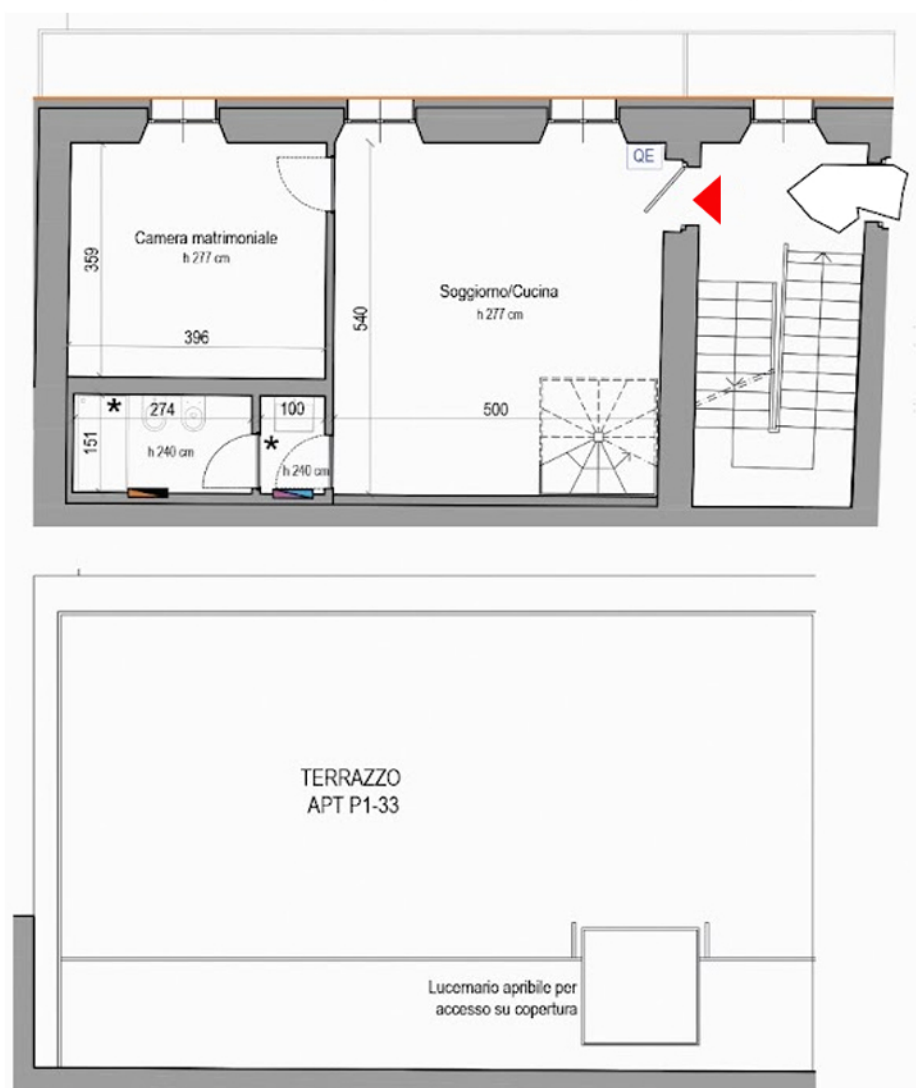 QE
Camera matrimoniale
h 277 cm
359
396
Soggiorno/Cucina
h 277 cm
540
500
*
274
151
h 240 cm
100
*
h 240 cm
TERRAZZO
APT P1-33
Lucernario apribile per
accesso su copertura